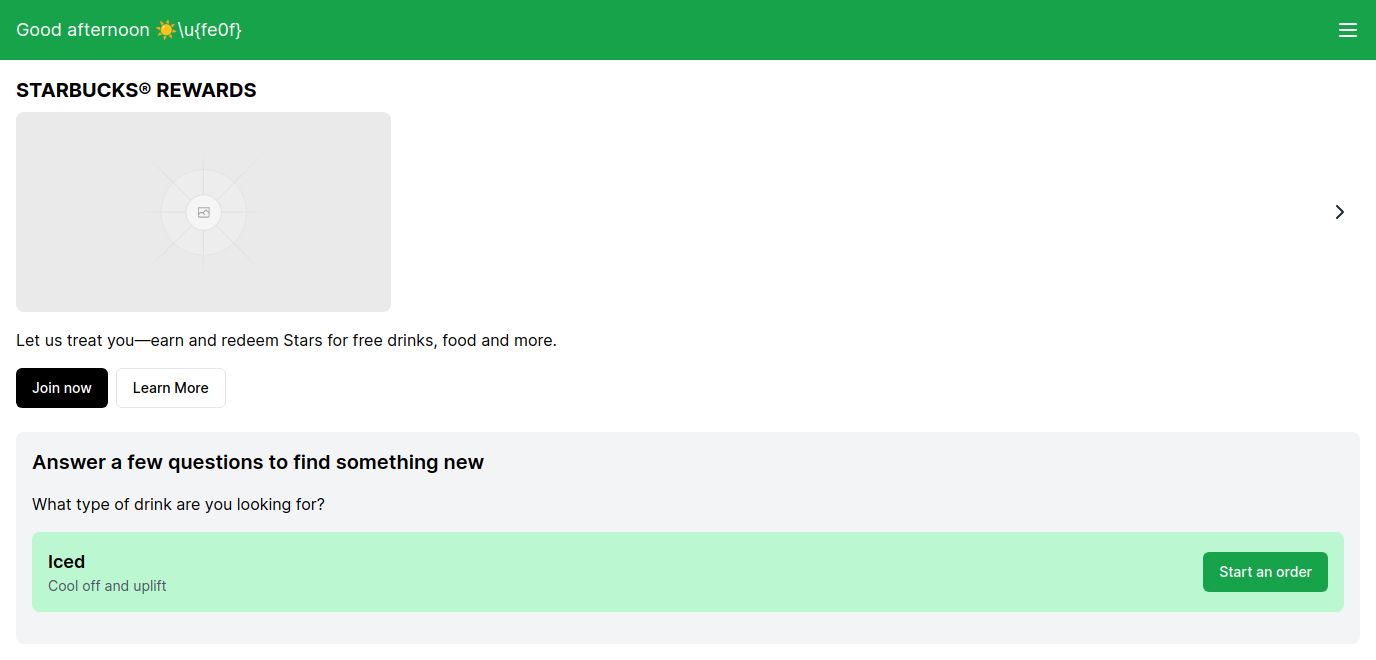 Good afternoon ☀️\u{fe0f}
STARBUCKS® REWARDS
Let us treat you—earn and redeem Stars for free drinks, food and more.
Join now
Learn More
Answer a few questions to find something new
What type of drink are you looking for?
Iced
Cool off and uplift
Start an order